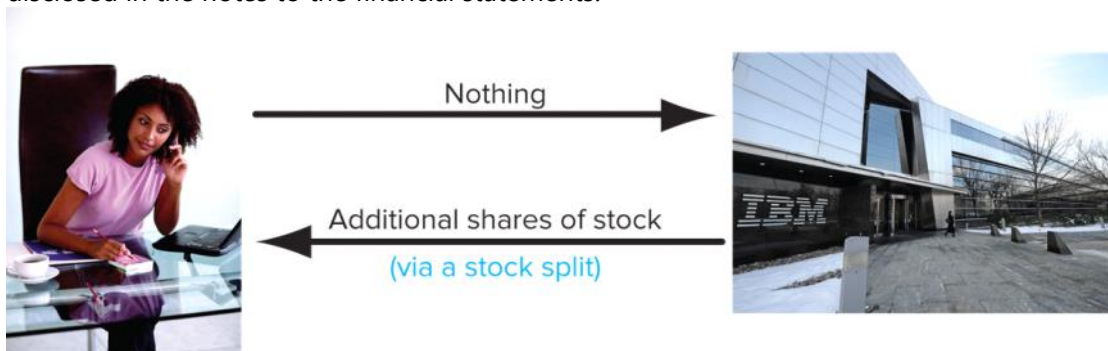 disclosed in the notes to the financial statements.
Nothing
Additional shares of stock
(via a stock split)
IBM